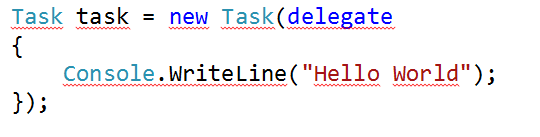 Task task = new Task(delegate
{
    Console.WriteLine("Hello World");
});